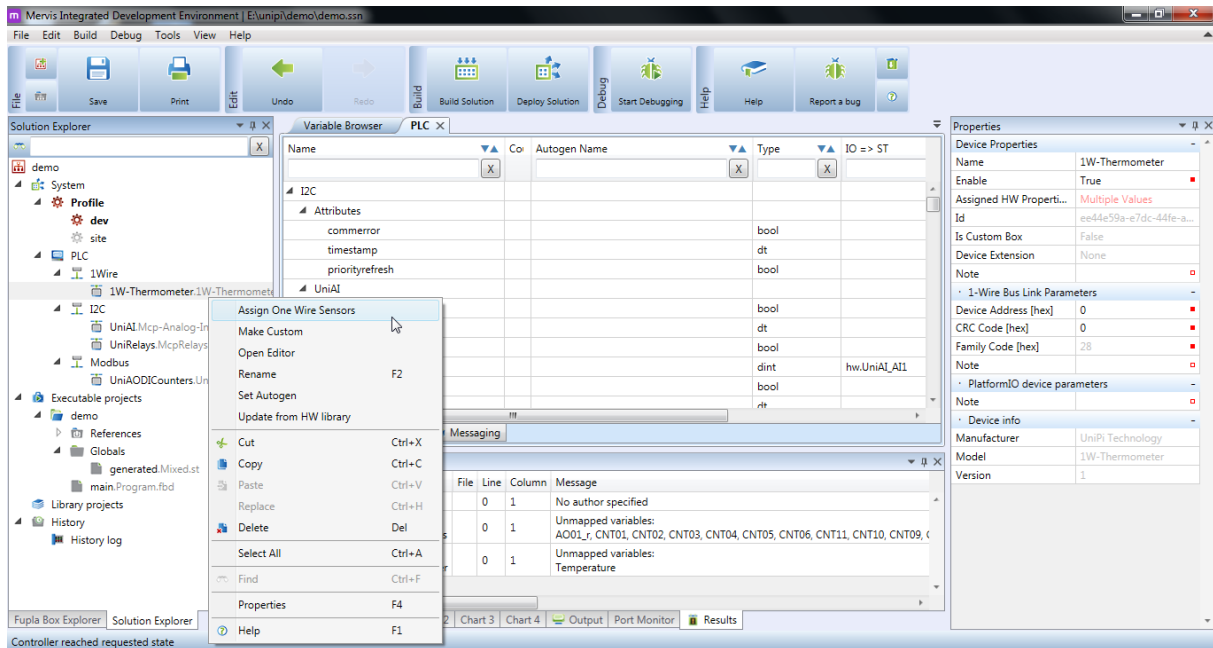 m Mervis Integrated Development Environment | E:\unipi\demo\demo.ssn
File Edit Build Debug Tools View Help
File Save Print Edit Undo Redo Build Build Solution Deploy Solution Debug Start Debugging Help Help Report a bug
Solution Explorer
X
demo
System
Profile
dev
site
PLC
1Wire
1W-Thermometer.1W-Thermomete
I2C
UniAI.Mcp-Analog-In
UniRelays.McpRelays
Modbus
UniAODICounters.Un
Executable projects
demo
References
Globals
generated.Mixed.st
main.Program.fbd
Library projects
History
History log
Fupla Box Explorer Solution Explorer
Controller reached requested state
Assign One Wire Sensors
Make Custom
Open Editor
Rename F2
Set Autogen
Update from HW library
Cut Ctrl+X
Copy Ctrl+C
Paste Ctrl+V
Replace Ctrl+H
Delete Del
Select All Ctrl+A
Find Ctrl+F
Properties F4
Help F1
Variable Browser PLC X
Name Co Autogen Name Type IO => ST
X X X
I2C
Attributes
commerror bool
timestamp dt
priorityrefresh bool
UniAI
bool
dt
bool
dint hw.UniAI_AI1
bool
dt
Messaging
File Line Column Message
0 1 No author specified
0 1 Unmapped variables:
AO01_r, CNT01, CNT02, CNT03, CNT04, CNT05, CNT06, CNT11, CNT10, CNT09, (
0 1 Unmapped variables:
Temperature
2 Chart 3 Chart 4 Output Port Monitor Results
Properties
Device Properties -
Name 1W-Thermometer
Enable True
Assigned HW Properti... Multiple Values
Id ee44e59a-e7dc-44fe-a...
Is Custom Box False
Device Extension None
Note
1-Wire Bus Link Parameters -
Device Address [hex] 0
CRC Code [hex] 0
Family Code [hex] 28
Note
PlatformIO device parameters -
Note
Device info -
Manufacturer UniPi Technology
Model 1W-Thermometer
Version 1